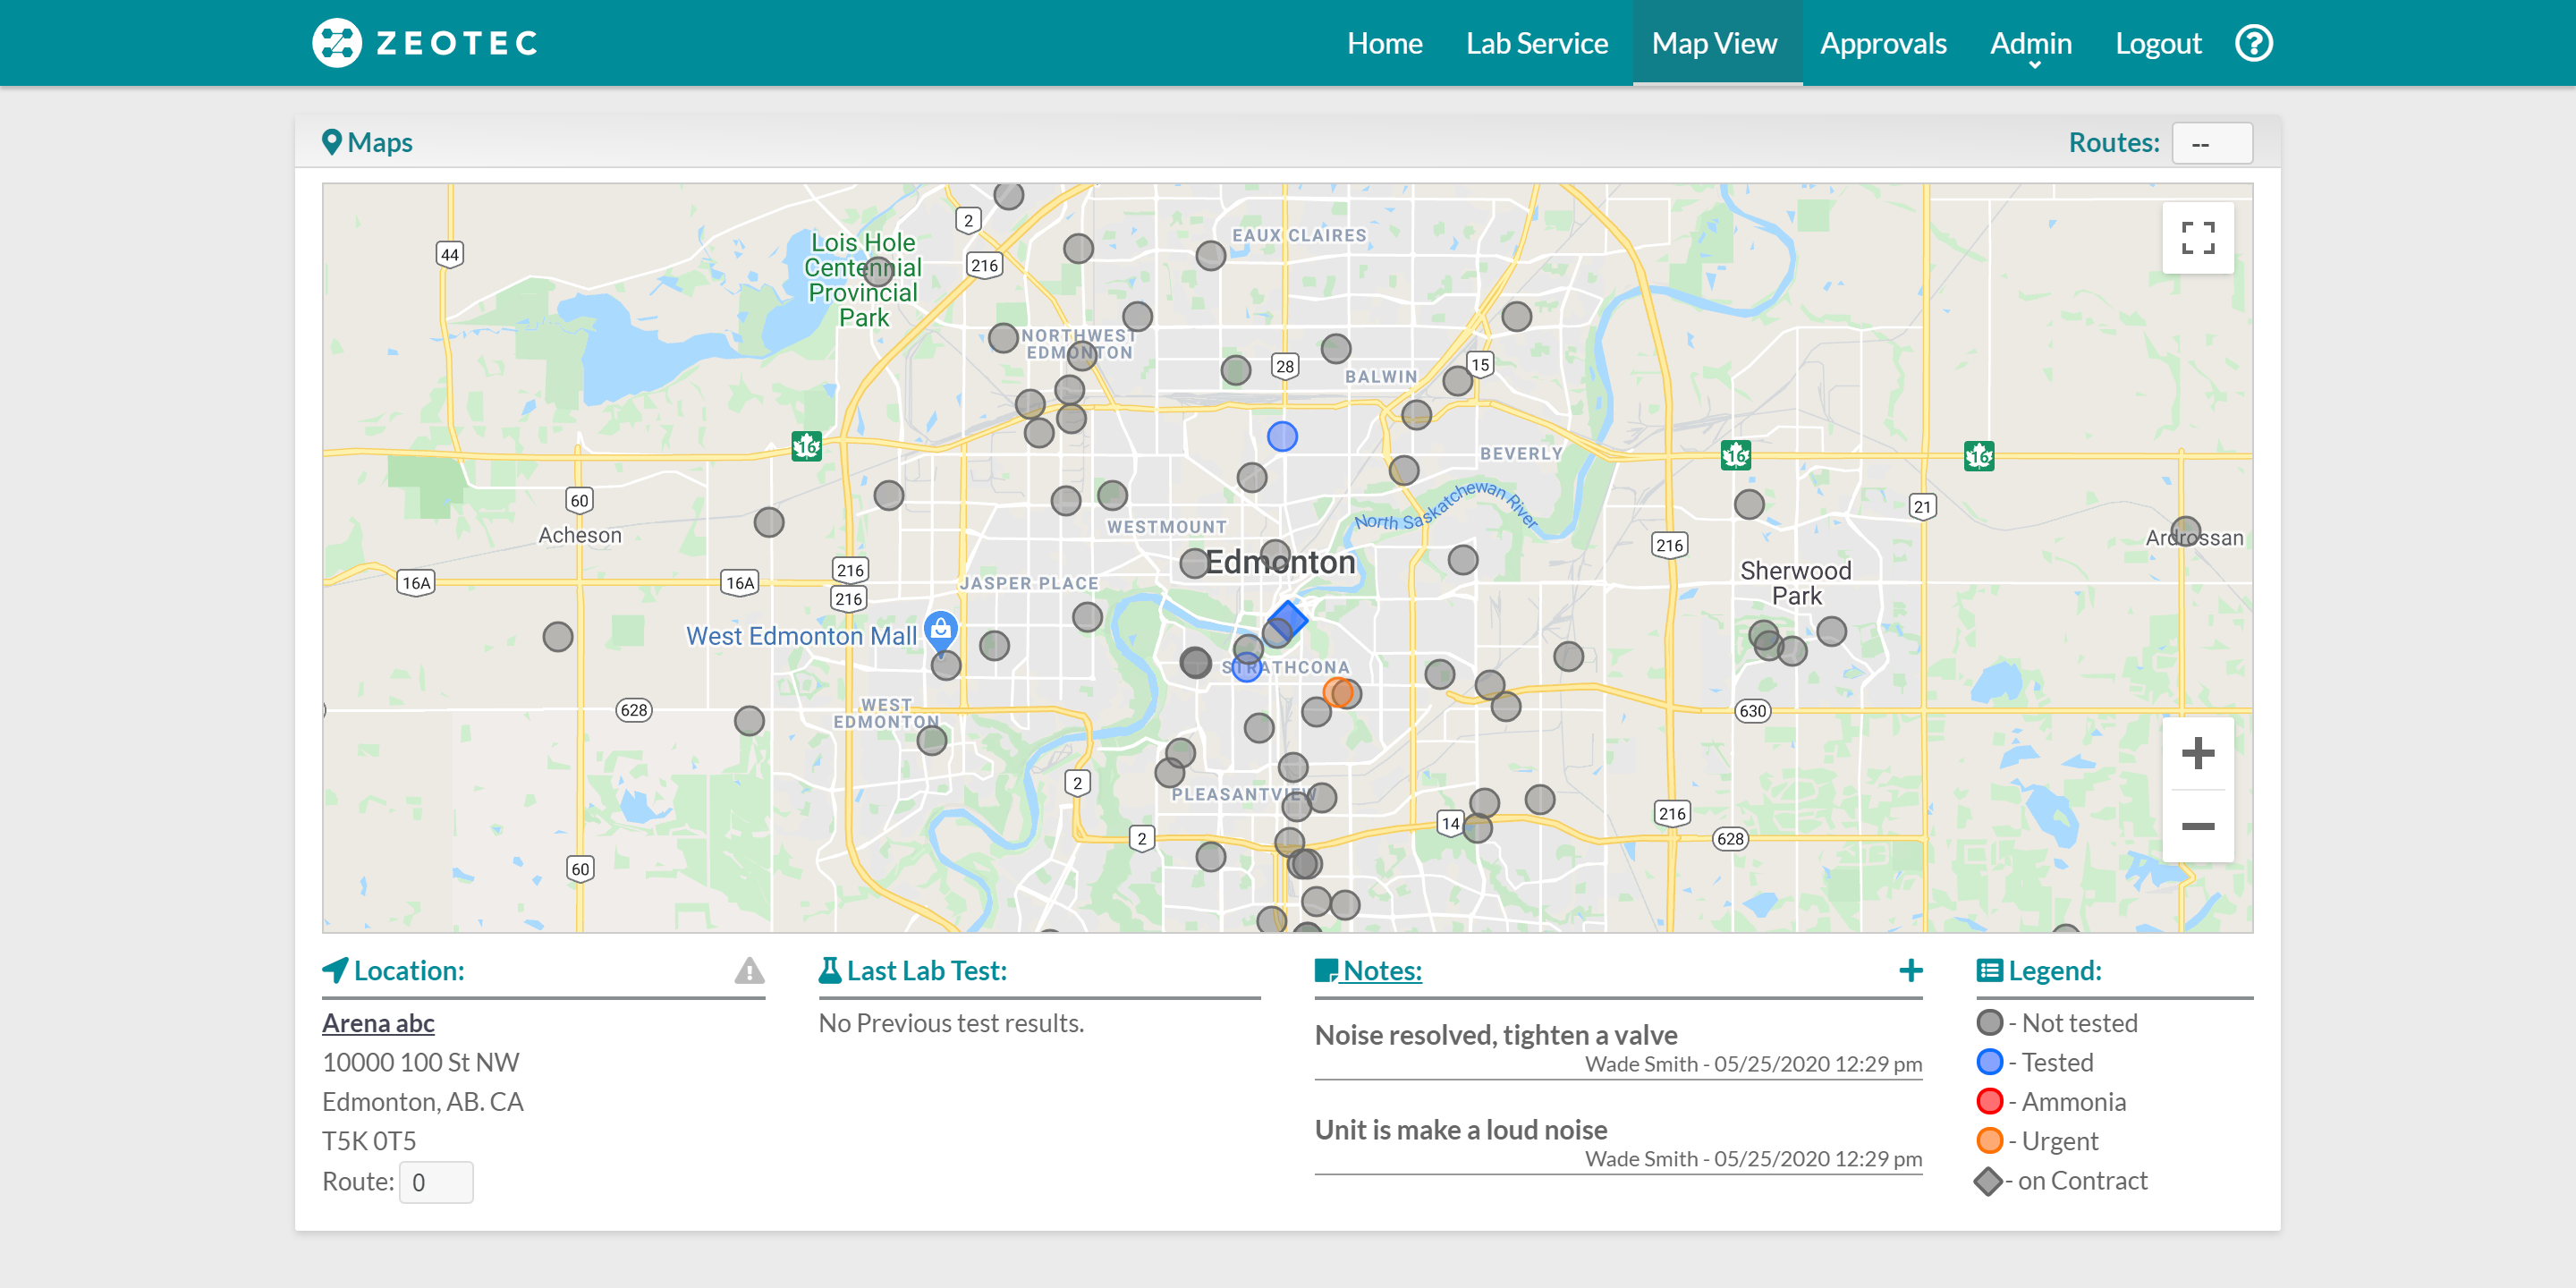 ZEOTEC
Home Lab Service Map View Approvals Admin Logout ?
Maps
Routes: --
Lois Hole
Centennial
Provincial
Park
2
216
44
EAUX CLAIRES
NORTHWEST
EDMONTON
28
15
BALWIN
16
BEVERLY
16
16
60
Acheson
WESTMOUNT
North Saskatchewan River
21
Ardrossan
216
Edmonton
216
16A
16A
216
JASPER PLACE
Sherwood
Park
West Edmonton Mall
STRATHCONA
628
WEST
EDMONTON
630
2
PLEASANTVIEW
2
14
216
628
60
Location:
Arena abc
10000 100 St NW
Edmonton, AB. CA
T5K 0T5
Route: 0
Last Lab Test:
No Previous test results.
Notes:
Noise resolved, tighten a valve
Wade Smith - 05/25/2020 12:29 pm
Unit is make a loud noise
Wade Smith - 05/25/2020 12:29 pm
Legend:
- Not tested
- Tested
- Ammonia
- Urgent
- on Contract